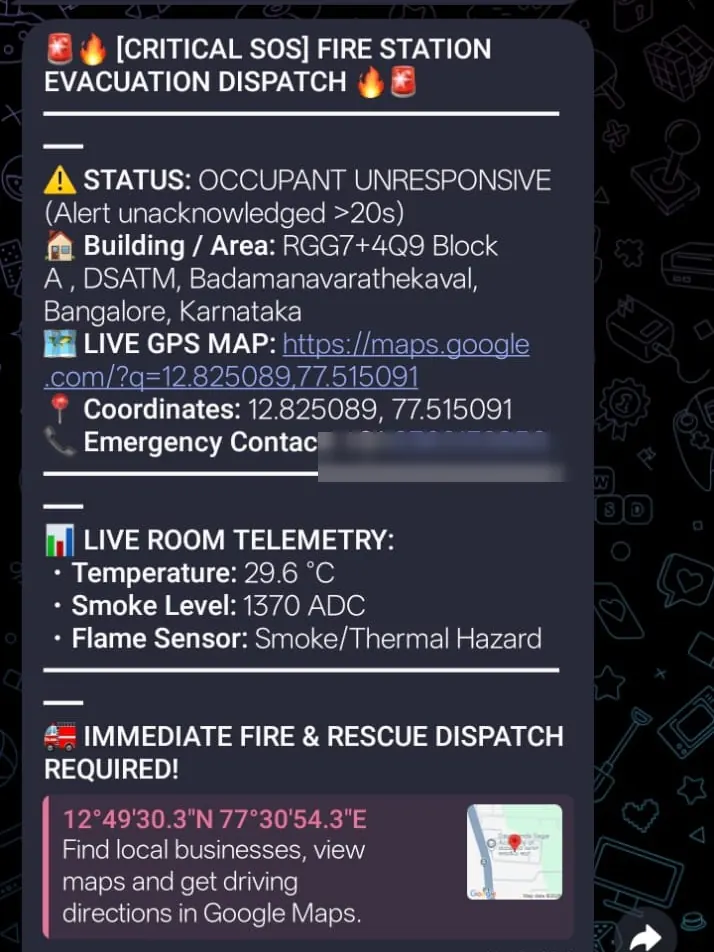 🚨🔥 [CRITICAL SOS] FIRE STATION
EVACUATION DISPATCH 🔥🚨
⚠️ STATUS: OCCUPANT UNRESPONSIVE
(Alert unacknowledged >20s)
🏠 Building / Area: RGG7+4Q9 Block
A , DSATM, Badamanavarathekaval,
Bangalore, Karnataka
🗺️ LIVE GPS MAP: https://maps.google
.com/?q=12.825089,77.515091
📍 Coordinates: 12.825089, 77.515091
📞 Emergency Contac
📊 LIVE ROOM TELEMETRY:
• Temperature: 29.6 °C
• Smoke Level: 1370 ADC
• Flame Sensor: Smoke/Thermal Hazard
🚒 IMMEDIATE FIRE & RESCUE DISPATCH
REQUIRED!
12°49'30.3"N 77°30'54.3"E
Find local businesses, view
maps and get driving
directions in Google Maps.